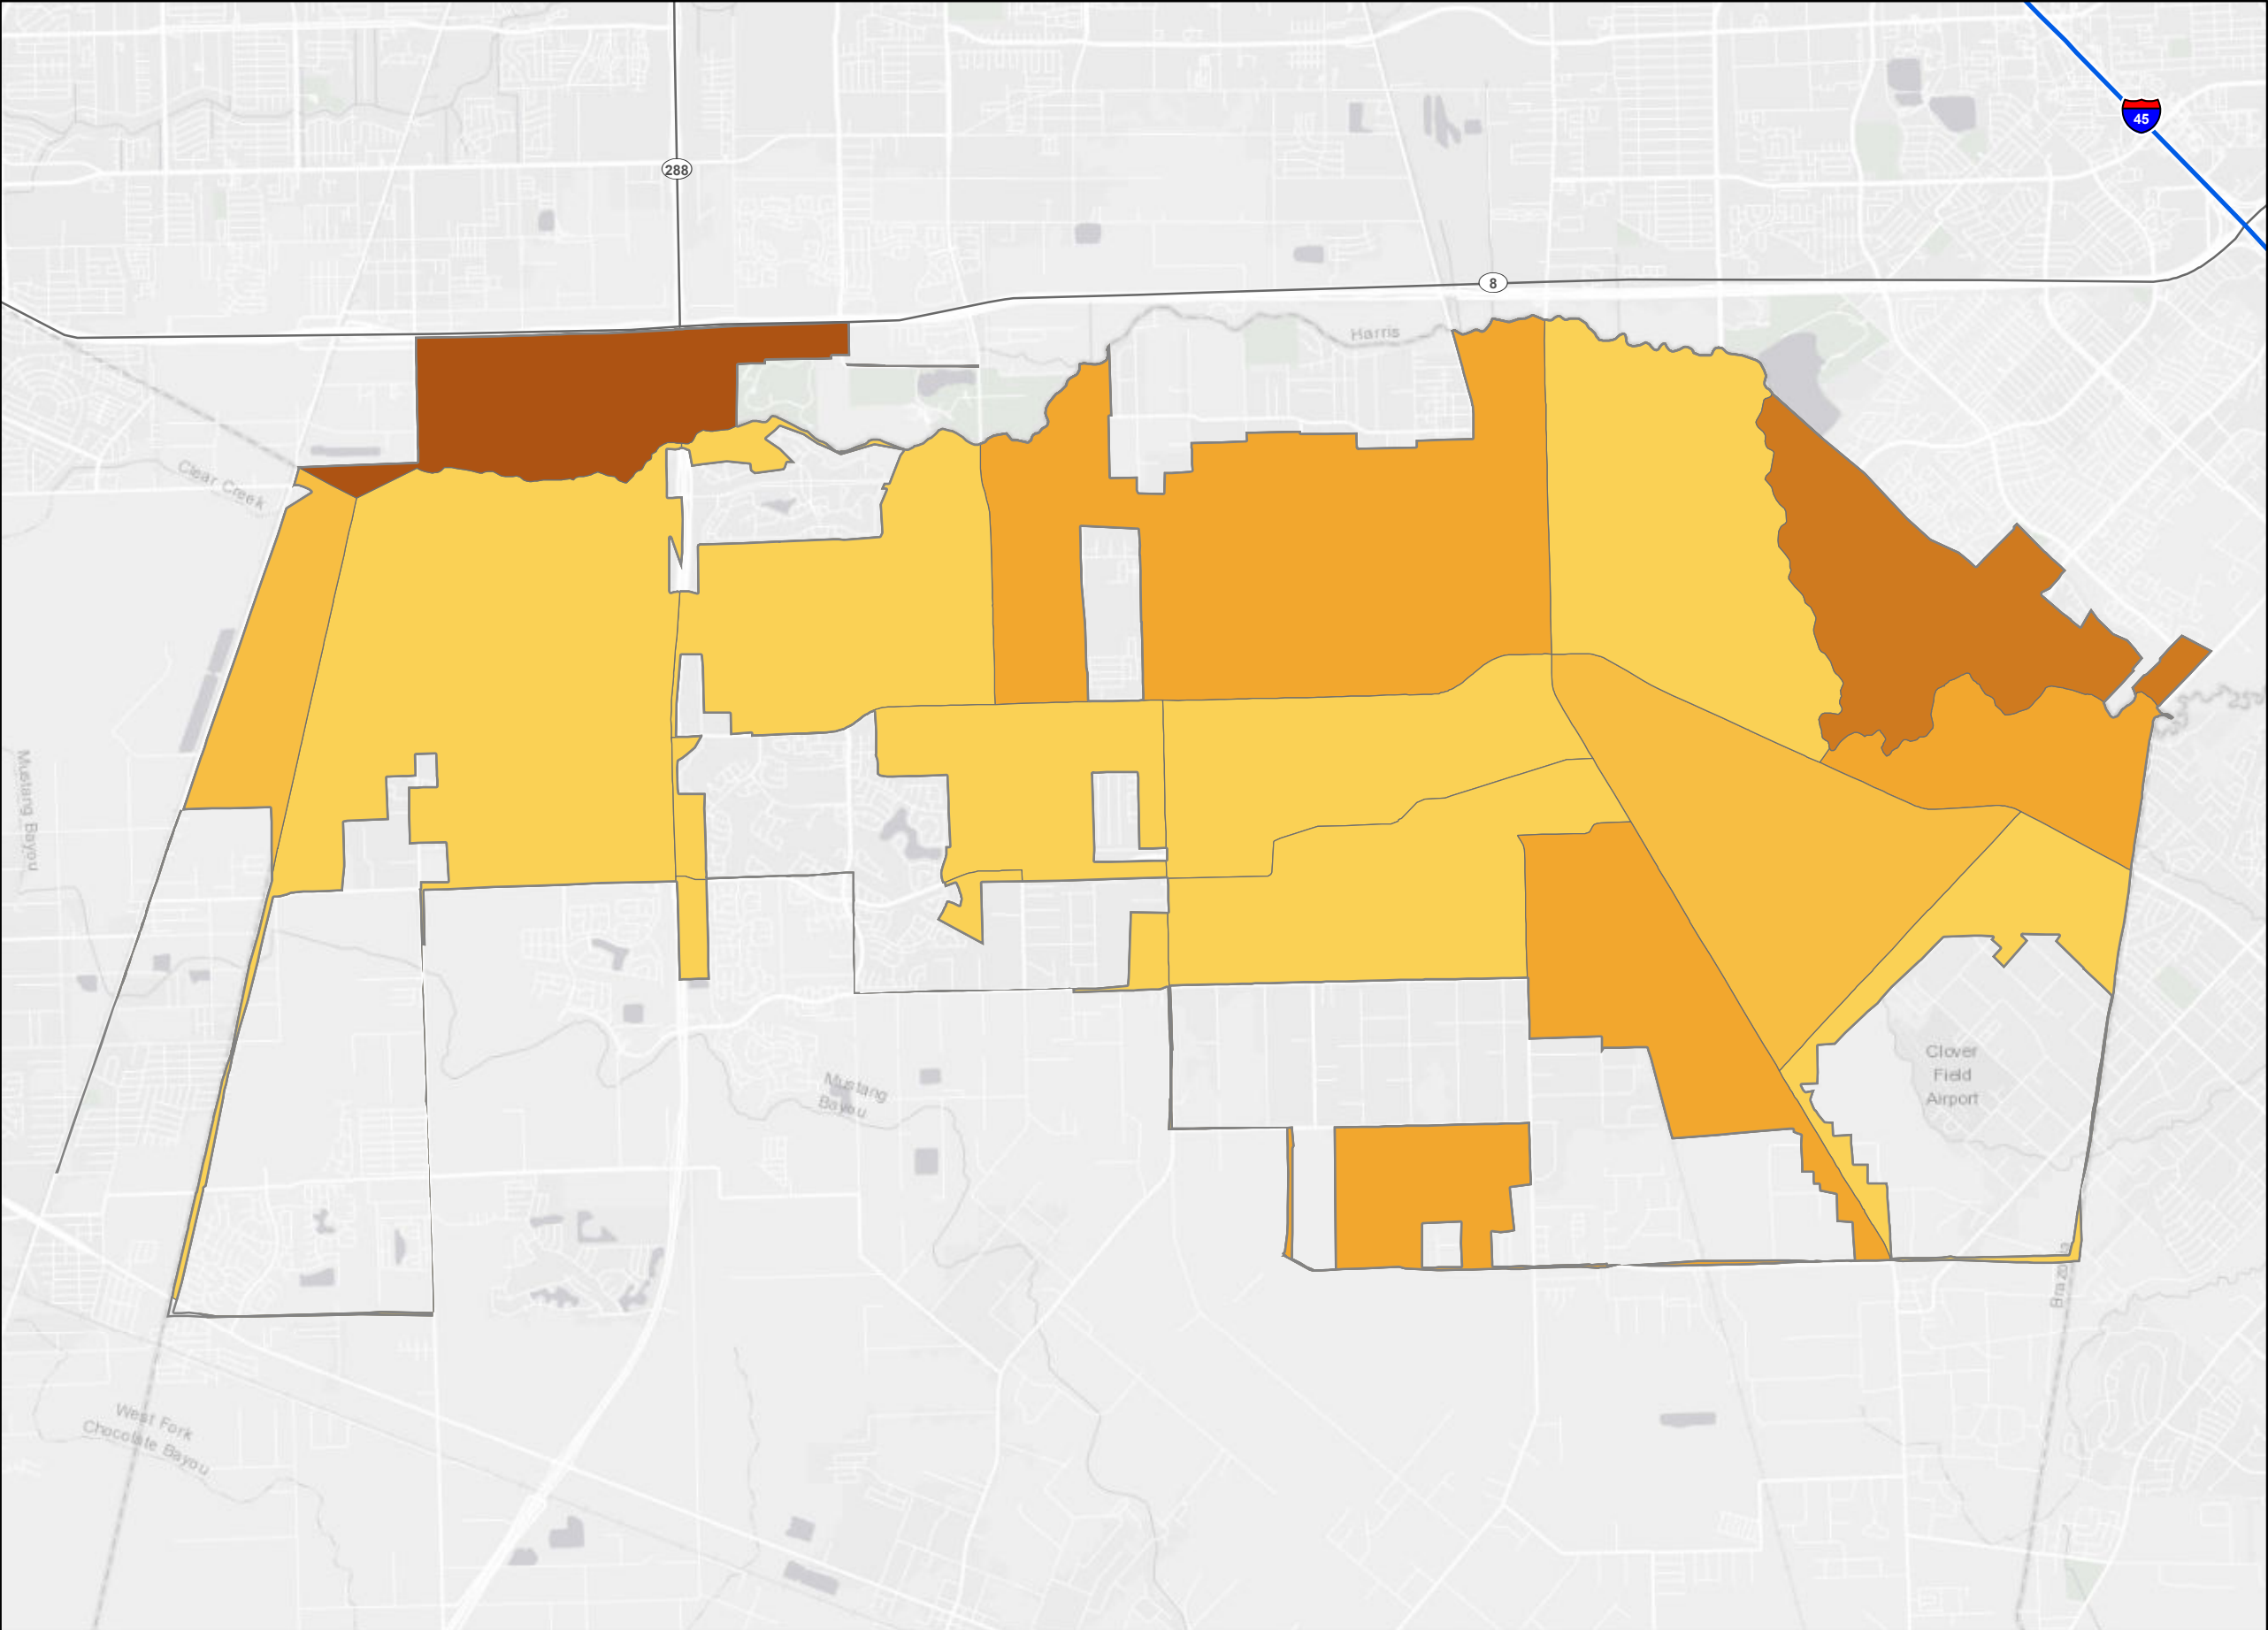 45
288
8
Harris
Clear Creek
Mustang
Bayou
Clover
Field
Airport
Mustang
Bayou
West Fork
Chocolate Bayou